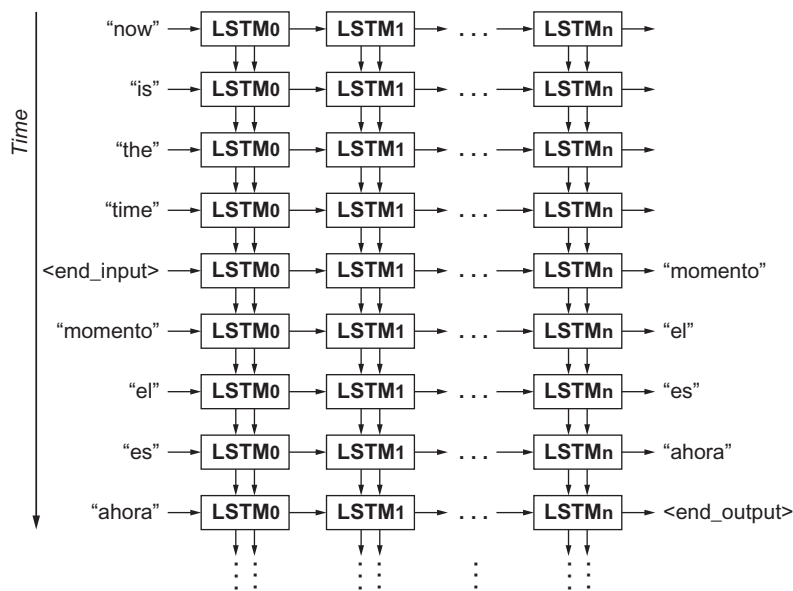 “now” LSTM0 LSTM1 . . . LSTMn
“is” LSTM0 LSTM1 . . . LSTMn
Time
“the” LSTM0 LSTM1 . . . LSTMn
“time” LSTM0 LSTM1 . . . LSTMn
<end_input> LSTM0 LSTM1 . . . LSTMn “momento”
“momento” LSTM0 LSTM1 . . . LSTMn “el”
“el” LSTM0 LSTM1 . . . LSTMn “es”
“es” LSTM0 LSTM1 . . . LSTMn “ahora”
“ahora” LSTM0 LSTM1 . . . LSTMn <end_output>